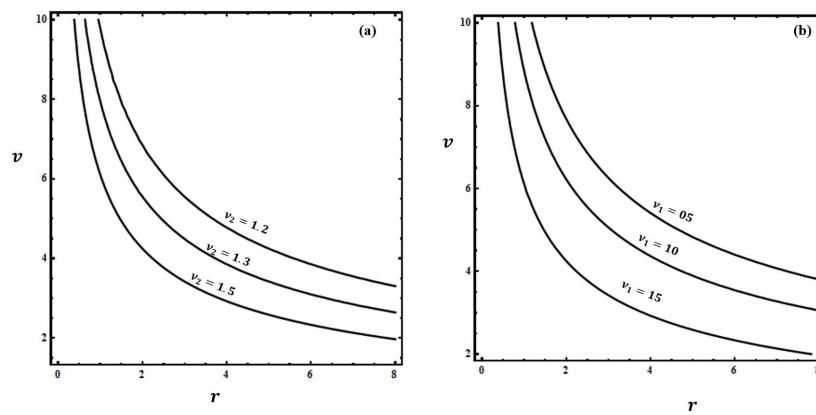 (a)
10
8
6
4
2
v
ν₂ = 1.2
ν₂ = 1.3
ν₂ = 1.5
0 2 4 6 8
r
(b)
10
8
6
4
2
v
ν₁ = 05
ν₁ = 10
ν₁ = 15
0 2 4 6 8
r